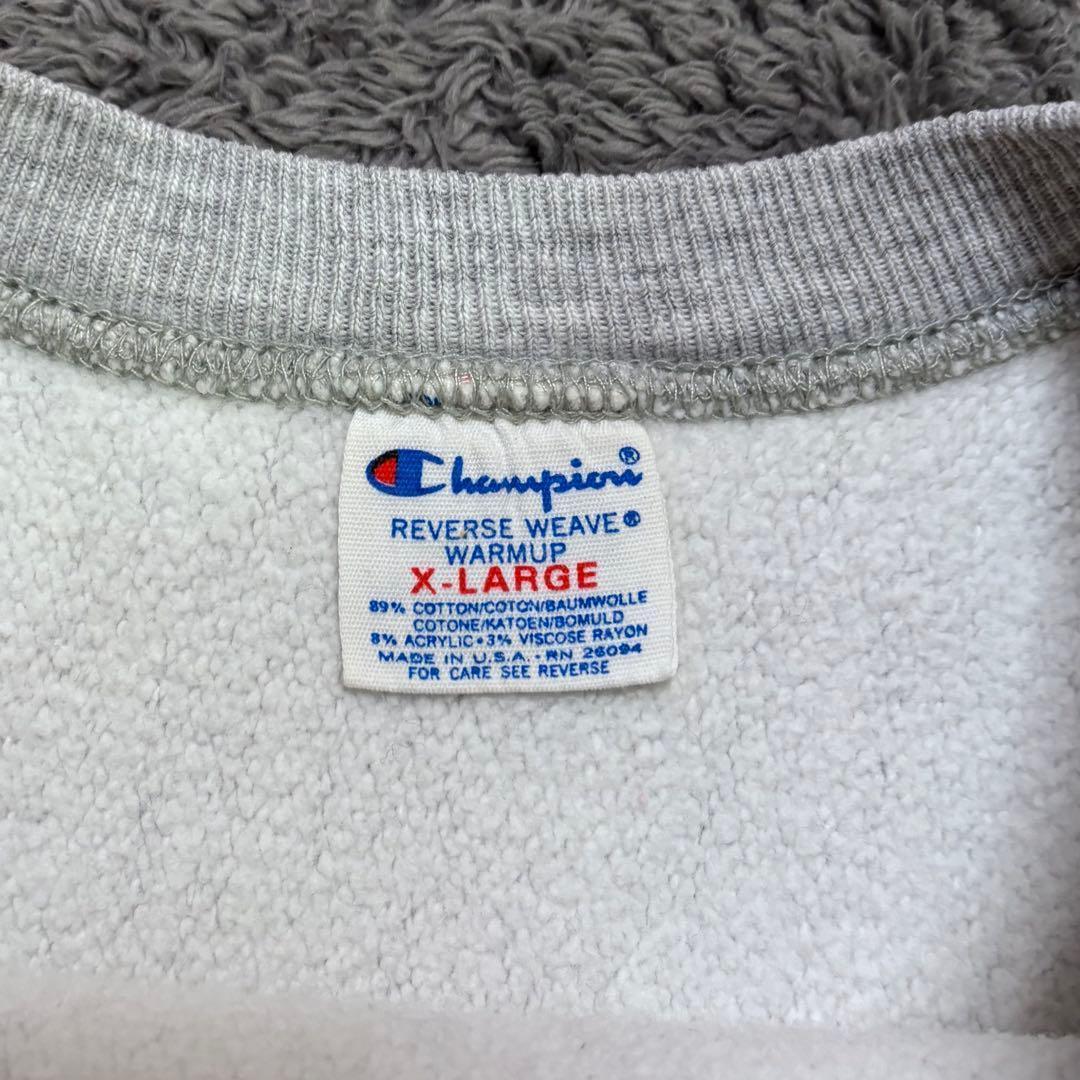 Champion®
REVERSE WEAVE®
WARMUP
X-LARGE
89% COTTON/COTON/BAUMWOLLE
COTONE/KATOEN/BOMULD
8% ACRYLIC • 3% VISCOSE RAYON
MADE IN U.S.A. - RN 26094
FOR CARE SEE REVERSE